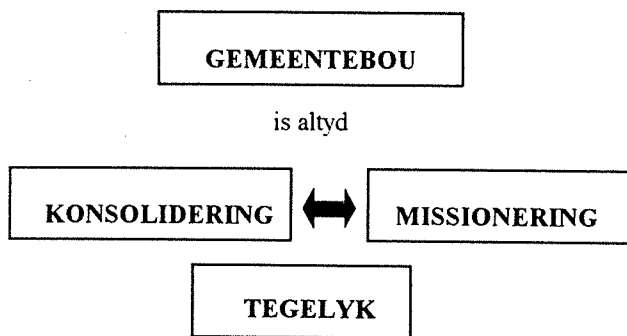 GEMEENTEBOU
is altyd
KONSOLIDERING MISSIONERING
TEGELYK